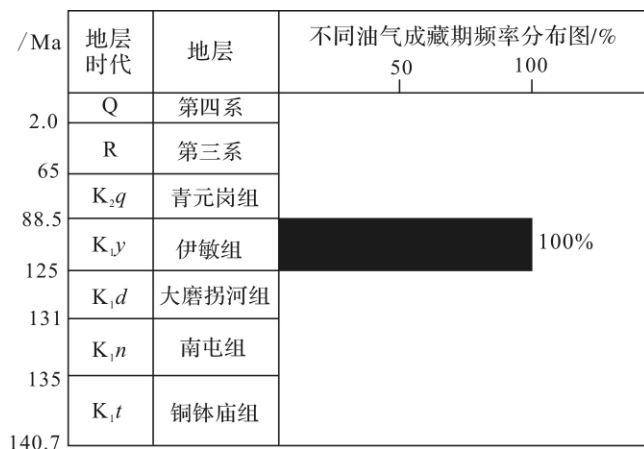 /Ma 地层时代 地层 不同油气成藏期频率分布图/%
50 100
Q 第四系
2.0
R 第三系
65
K₂q 青元岗组
88.5
K₁y 伊敏组 100%
125
K₁d 大磨拐河组
131
K₁n 南屯组
135
K₁t 铜钵庙组
140.7